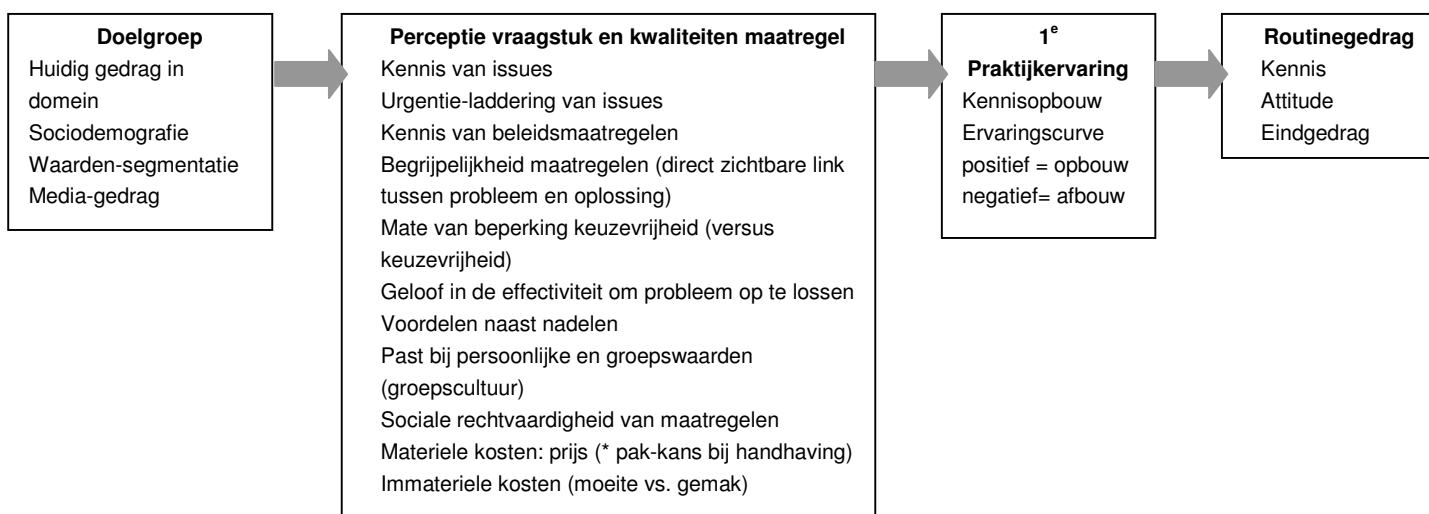 Doelgroep
Huidig gedrag in
domein
Sociodemografie
Waarden-segmentatie
Media-gedrag
Perceptie vraagstuk en kwaliteiten maatregel
Kennis van issues
Urgentie-laddering van issues
Kennis van beleidsmaatregelen
Begrijpelijkheid maatregelen (direct zichtbare link
tussen probleem en oplossing)
Mate van beperking keuzevrijheid (versus
keuzevrijheid)
Geloof in de effectiviteit om probleem op te lossen
Voordelen naast nadelen
Past bij persoonlijke en groepswaarden
(groepscultuur)
Sociale rechtvaardigheid van maatregelen
Materiele kosten: prijs (* pak-kans bij handhaving)
Immateriele kosten (moeite vs. gemak)
1e
Praktijkervaring
Kennisopbouw
Ervaringscurve
positief = opbouw
negatief= afbouw
Routinegedrag
Kennis
Attitude
Eindgedrag